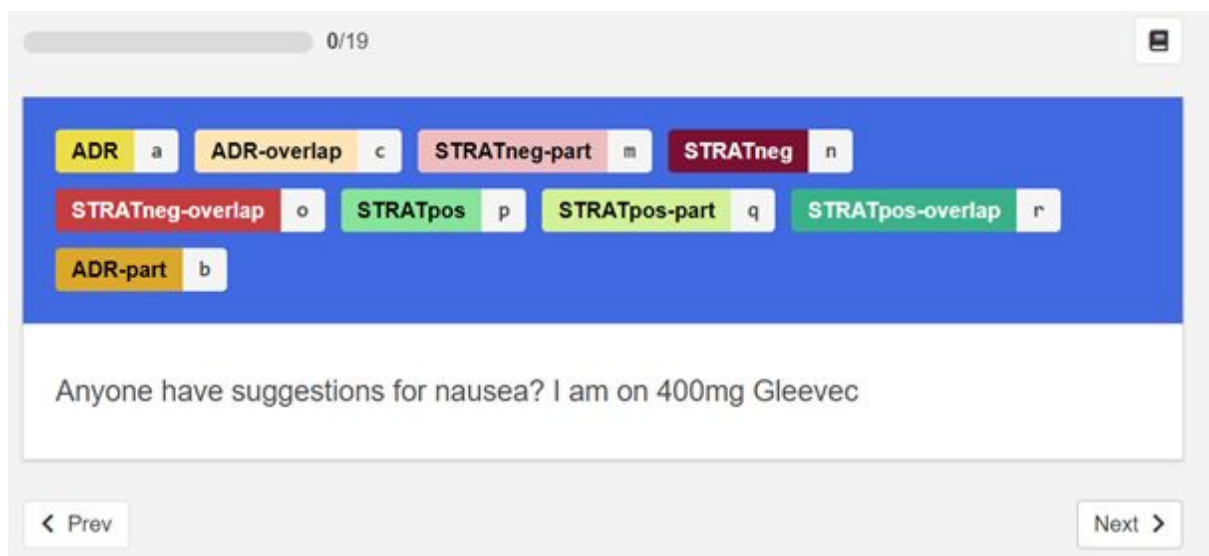 0/19
ADR a ADR-overlap c STRATneg-part m STRATneg n
STRATneg-overlap o STRATpos p STRATpos-part q STRATpos-overlap r
ADR-part b
Anyone have suggestions for nausea? I am on 400mg Gleevec
Prev Next